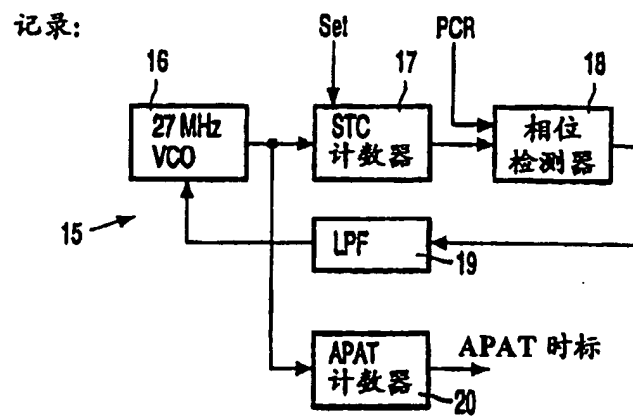 记录:
Set
PCR
16
17
18
27 MHz
VCO
STC
计数器
相位
检测器
15
LPF
19
APAT
计数器
APAT 时标
20